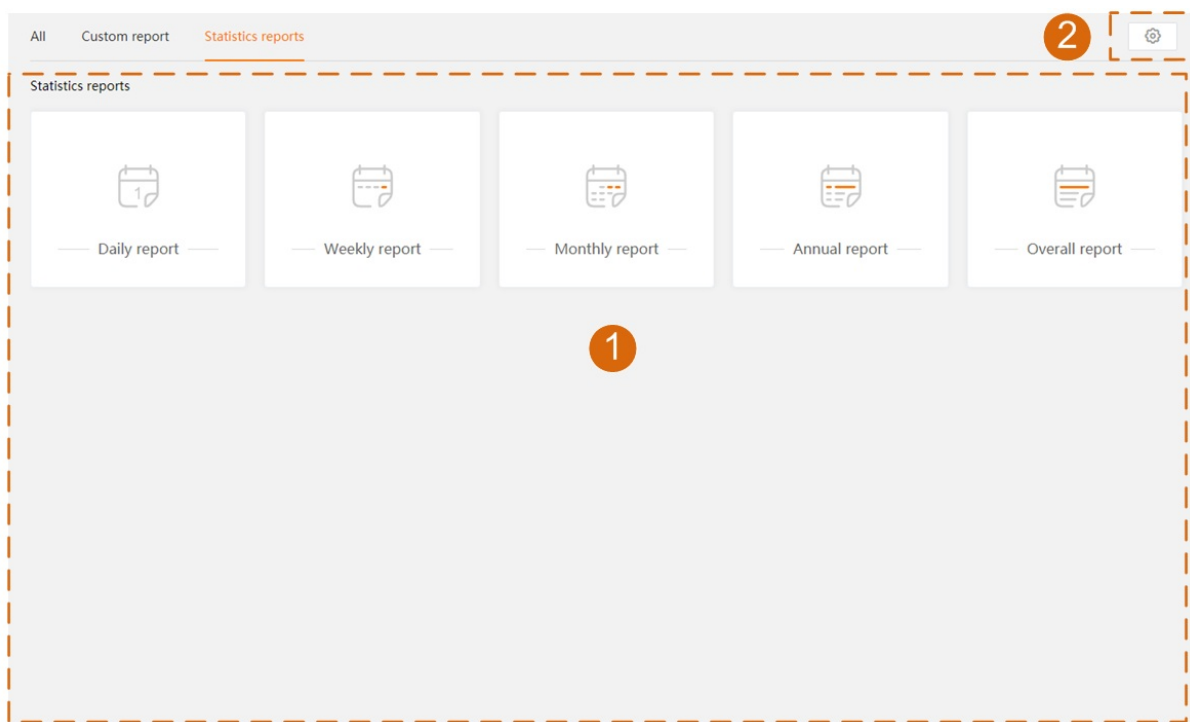 All Custom report Statistics reports 2
Statistics reports
1
Daily report Weekly report Monthly report Annual report Overall report
1